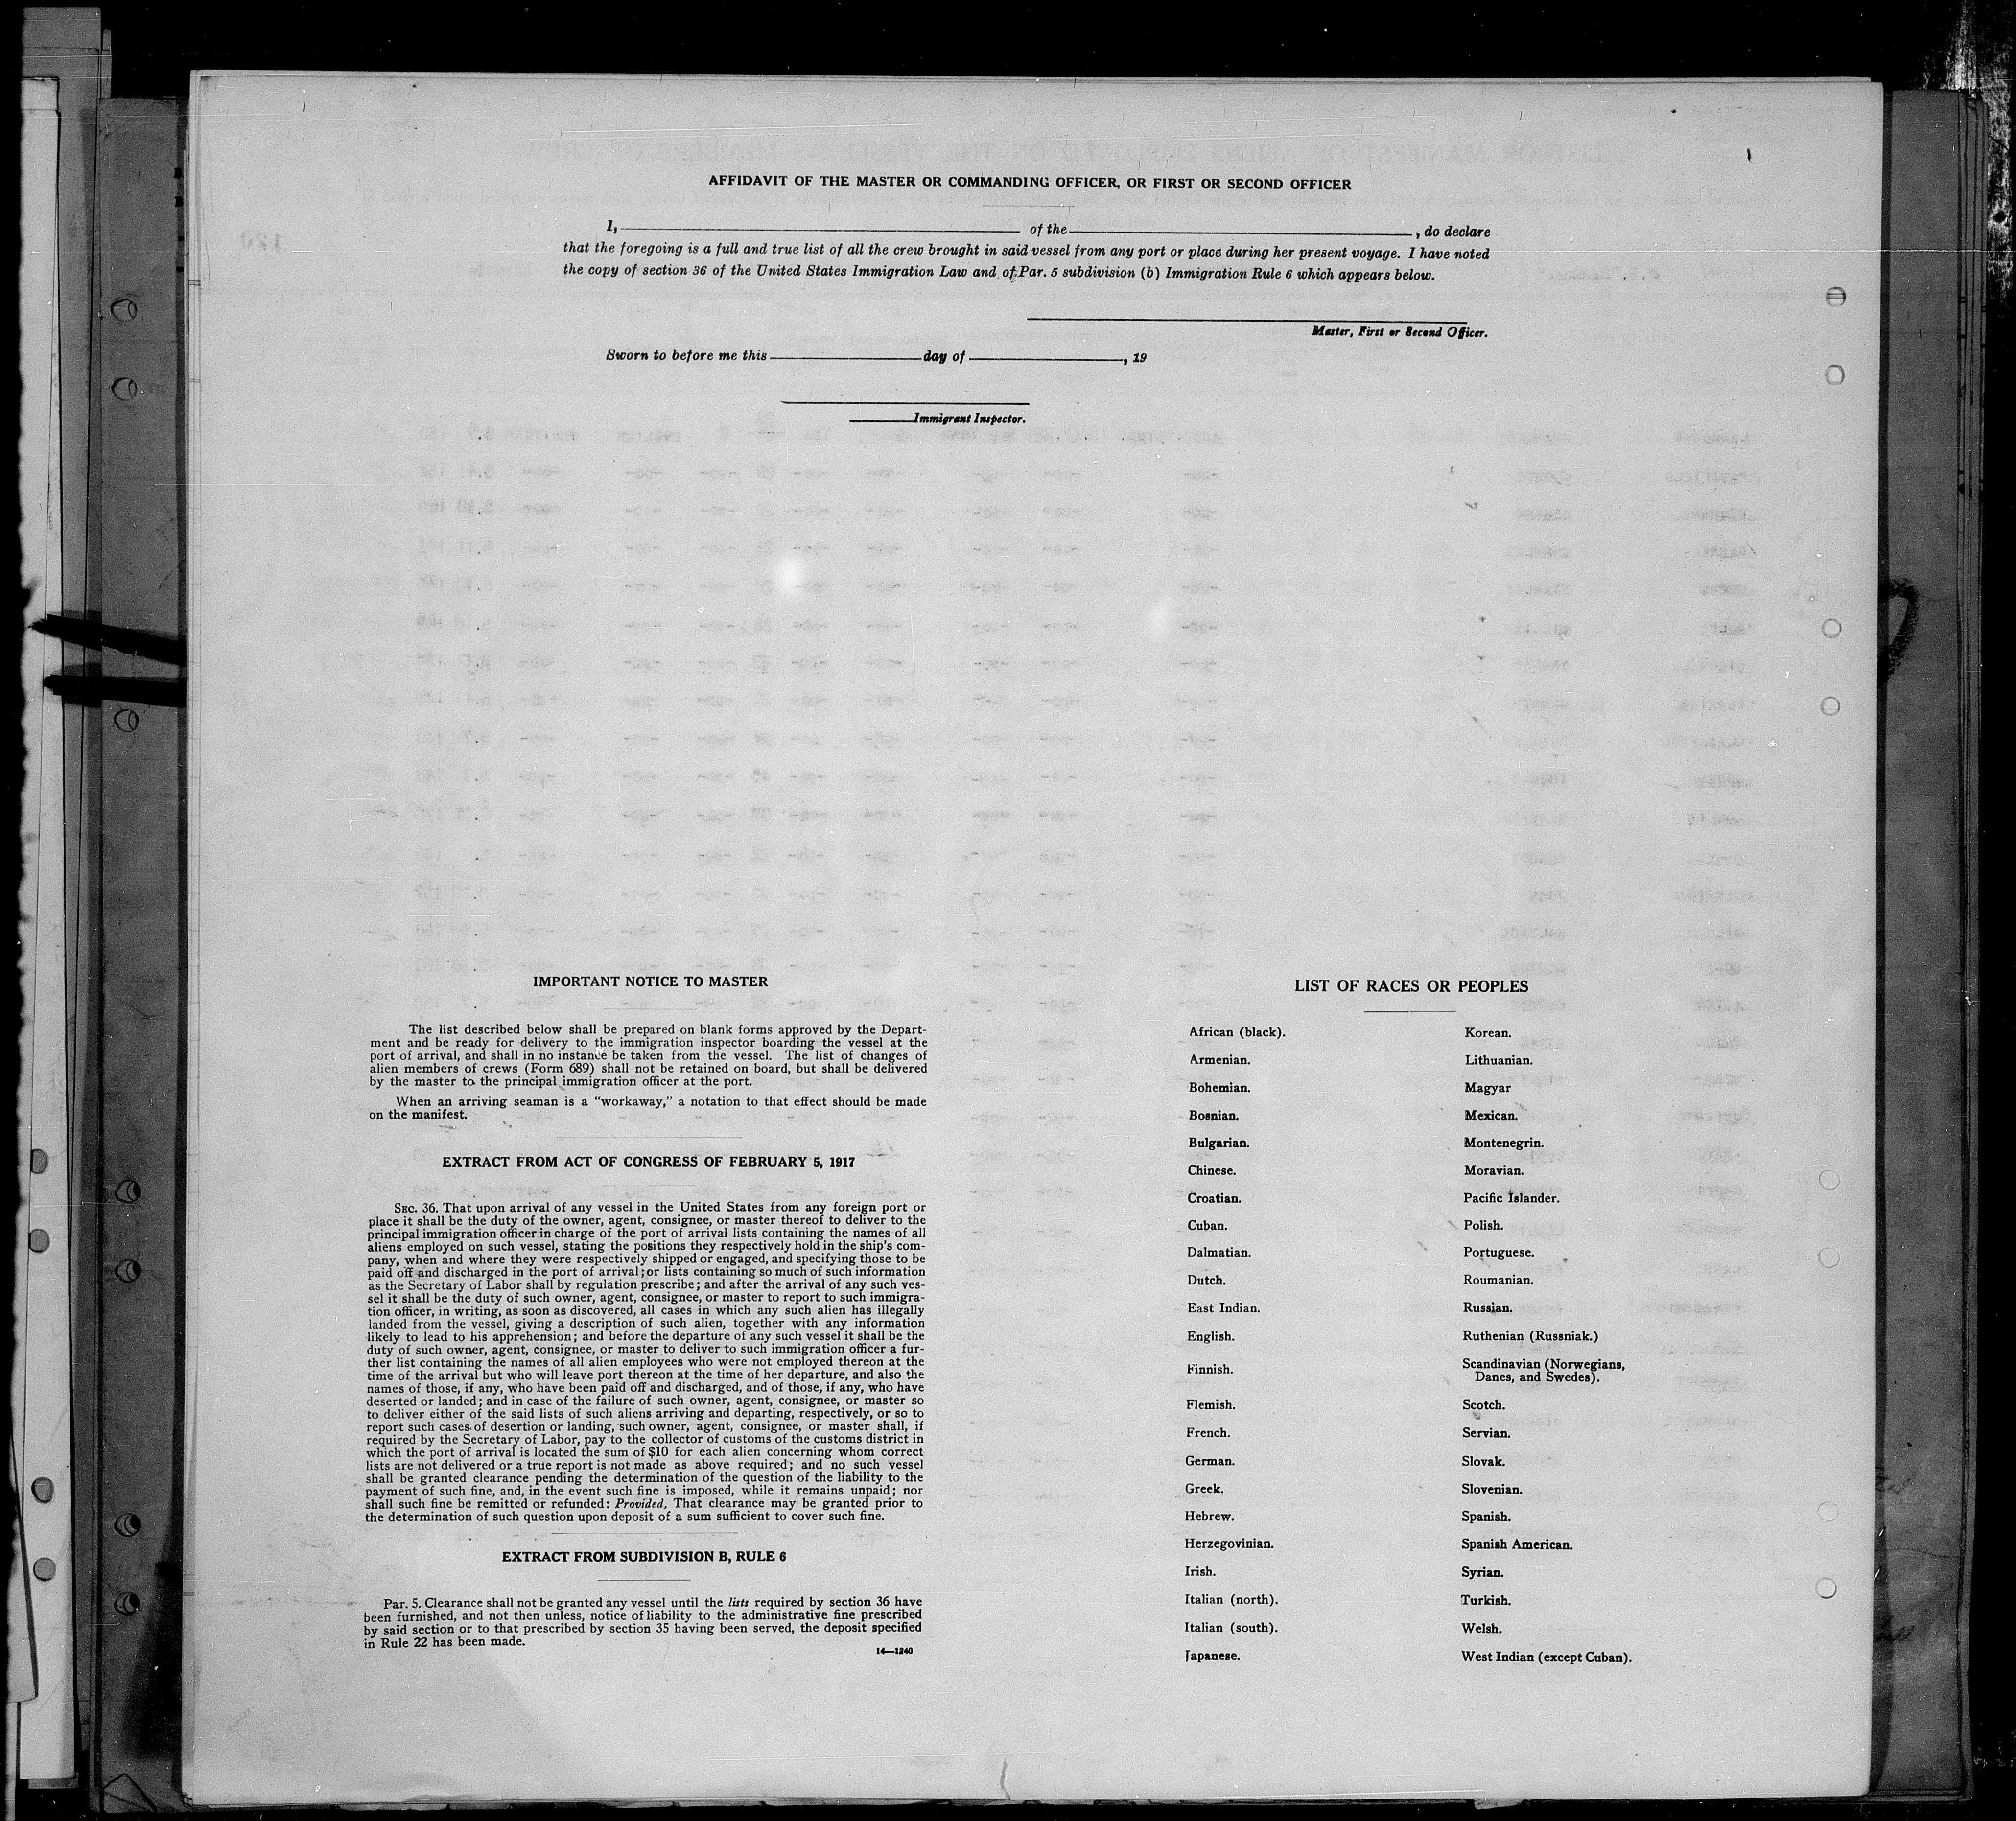 AFFIDAVIT OF THE MASTER OR COMMANDING OFFICER, OR FIRST OR SECOND OFFICER
I, of the , do declare
that the foregoing is a full and true list of all the crew brought in said vessel from any port or place during her present voyage. I have noted
the copy of section 36 of the United States Immigration Law and of Par. 5 subdivision (b) Immigration Rule 6 which appears below.
Master, First or Second Officer.
Sworn to before me this day of , 19
Immigrant Inspector.
IMPORTANT NOTICE TO MASTER
The list described below shall be prepared on blank forms approved by the Depart-
ment and be ready for delivery to the immigration inspector boarding the vessel at the
port of arrival, and shall in no instance be taken from the vessel. The list of changes of
alien members of crews (Form 689) shall not be retained on board, but shall be delivered
by the master to the principal immigration officer at the port.
When an arriving seaman is a "workaway," a notation to that effect should be made
on the manifest.
EXTRACT FROM ACT OF CONGRESS OF FEBRUARY 5, 1917
SEC. 36. That upon arrival of any vessel in the United States from any foreign port or
place it shall be the duty of the owner, agent, consignee, or master thereof to deliver to the
principal immigration officer in charge of the port of arrival lists containing the names of all
aliens employed on such vessel, stating the positions they respectively hold in the ship's com-
pany, when and where they were respectively shipped or engaged, and specifying those to be
paid off and discharged in the port of arrival; or lists containing so much of such information
as the Secretary of Labor shall by regulation prescribe; and after the arrival of any such ves-
sel it shall be the duty of such owner, agent, consignee, or master to report to such immigra-
tion officer, in writing, as soon as discovered, all cases in which any such alien has illegally
landed from the vessel, giving a description of such alien, together with any information
likely to lead to his apprehension; and before the departure of any such vessel it shall be the
duty of such owner, agent, consignee, or master to deliver to such immigration officer a fur-
ther list containing the names of all alien employees who were not employed thereon at the
time of the arrival but who will leave port thereon at the time of her departure, and also the
names of those, if any, who have been paid off and discharged, and of those, if any, who have
deserted or landed; and in case of the failure of such owner, agent, consignee, or master so
to deliver either of the said lists of such aliens arriving and departing, respectively, or so to
report such cases of desertion or landing, such owner, agent, consignee, or master shall, if
required by the Secretary of Labor, pay to the collector of customs of the customs district in
which the port of arrival is located the sum of $10 for each alien concerning whom correct
lists are not delivered or a true report is not made as above required; and no such vessel
shall be granted clearance pending the determination of the question of the liability to the
payment of such fine, and, in the event such fine is imposed, while it remains unpaid; nor
shall such fine be remitted or refunded: Provided, That clearance may be granted prior to
the determination of such question upon deposit of a sum sufficient to cover such fine.
EXTRACT FROM SUBDIVISION B, RULE 6
Par. 5. Clearance shall not be granted any vessel until the lists required by section 36 have
been furnished, and not then unless, notice of liability to the administrative fine prescribed
by said section or to that prescribed by section 35 having been served, the deposit specified
in Rule 22 has been made.
14—1240
LIST OF RACES OR PEOPLES
African (black).
Armenian.
Bohemian.
Bosnian.
Bulgarian.
Chinese.
Croatian.
Cuban.
Dalmatian.
Dutch.
East Indian.
English.
Finnish.
Flemish.
French.
German.
Greek.
Hebrew.
Herzegovinian.
Irish.
Italian (north).
Italian (south).
Japanese.
Korean.
Lithuanian.
Magyar
Mexican.
Montenegrin.
Moravian.
Pacific Islander.
Polish.
Portuguese.
Roumanian.
Russian.
Ruthenian (Russniak.)
Scandinavian (Norwegians,
Danes, and Swedes).
Scotch.
Servian.
Slovak.
Slovenian.
Spanish.
Spanish American.
Syrian.
Turkish.
Welsh.
West Indian (except Cuban).